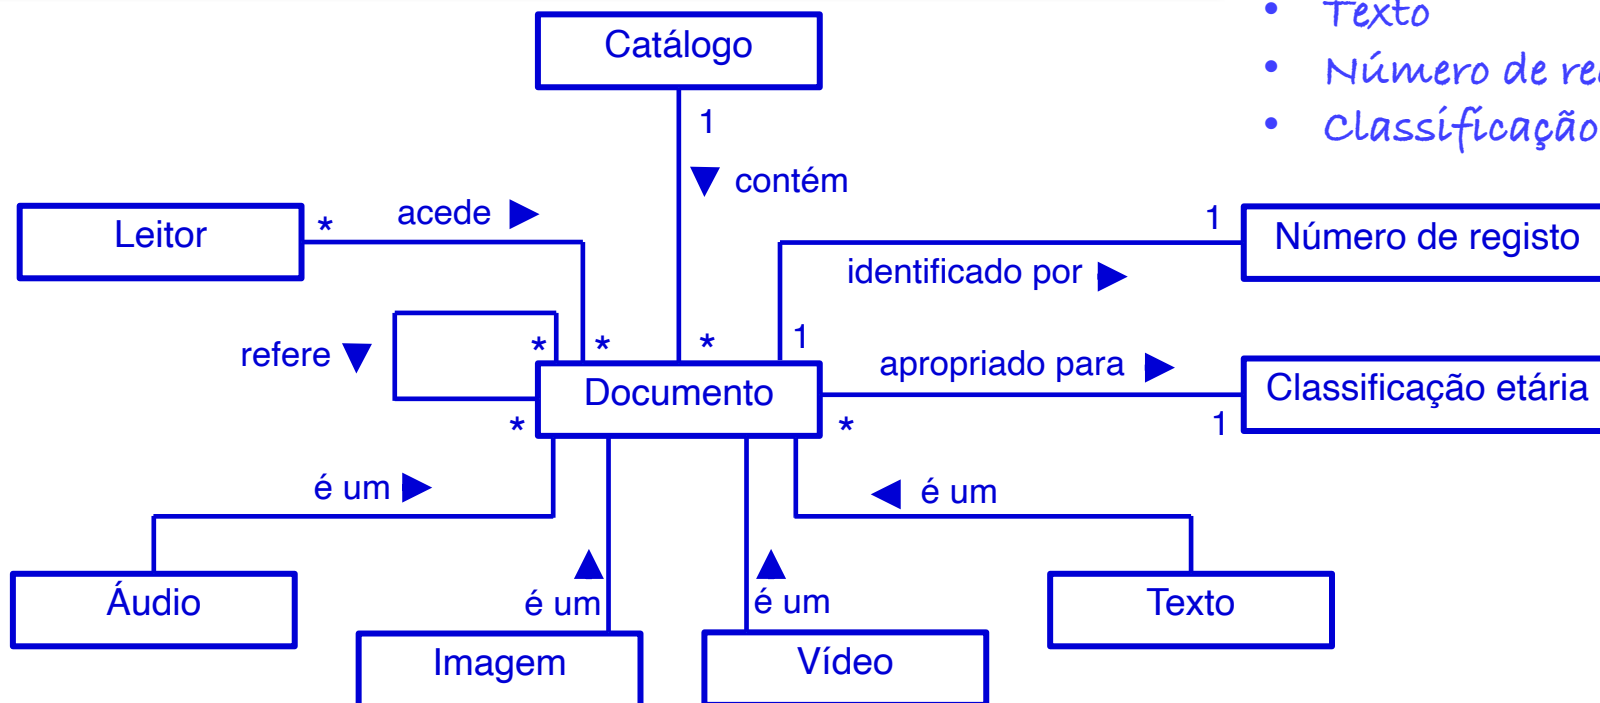 • Texto
• Número de
• Classificação
Catálogo
1
▼ contém
Leitor
* acede ▶
1
Número de registo
identificado por ▶
refere ▼
* * * 1
Documento
apropriado para ▶
Classificação etária
* * 1
é um ▶
◀ é um
Áudio
▲
é um
▲
é um
Texto
Imagem
Vídeo